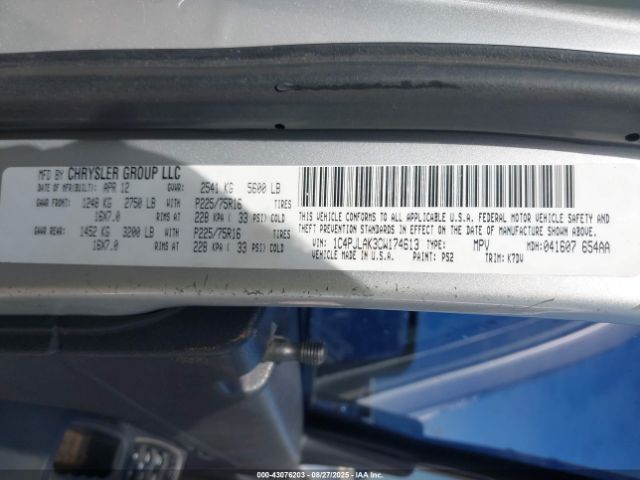 MFD BY CHRYSLER GROUP LLC
DATE OF MFR(BUILT): APR 12 GVWR: 2541 KG 5600 LB
GAWR FRONT: 1248 KG 2750 LB WITH P225/75R16 TIRES
16X7.0 RIMS AT 228 KPA ( 33 PSI) COLD
GAWR REAR: 1452 KG 3200 LB WITH P225/75R16 TIRES
16X7.0 RIMS AT 228 KPA ( 33 PSI) COLD
THIS VEHICLE CONFORMS TO ALL APPLICABLE U.S.A. FEDERAL MOTOR VEHICLE SAFETY AND
THEFT PREVENTION STANDARDS IN EFFECT ON THE DATE OF MANUFACTURE SHOWN ABOVE.
VIN: 1C4PJLAK3CW174613 TYPE: MPV MDH: 041607 654AA
VEHICLE MADE IN U.S.A. PAINT: PS2 TRIM: K7DV
00-43076203 - 08/27/2025 - IAAI.COM